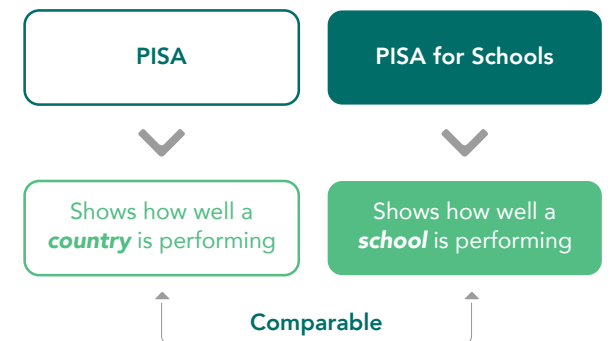 PISA
PISA for Schools
Shows how well a
country is performing
Shows how well a
school is performing
Comparable